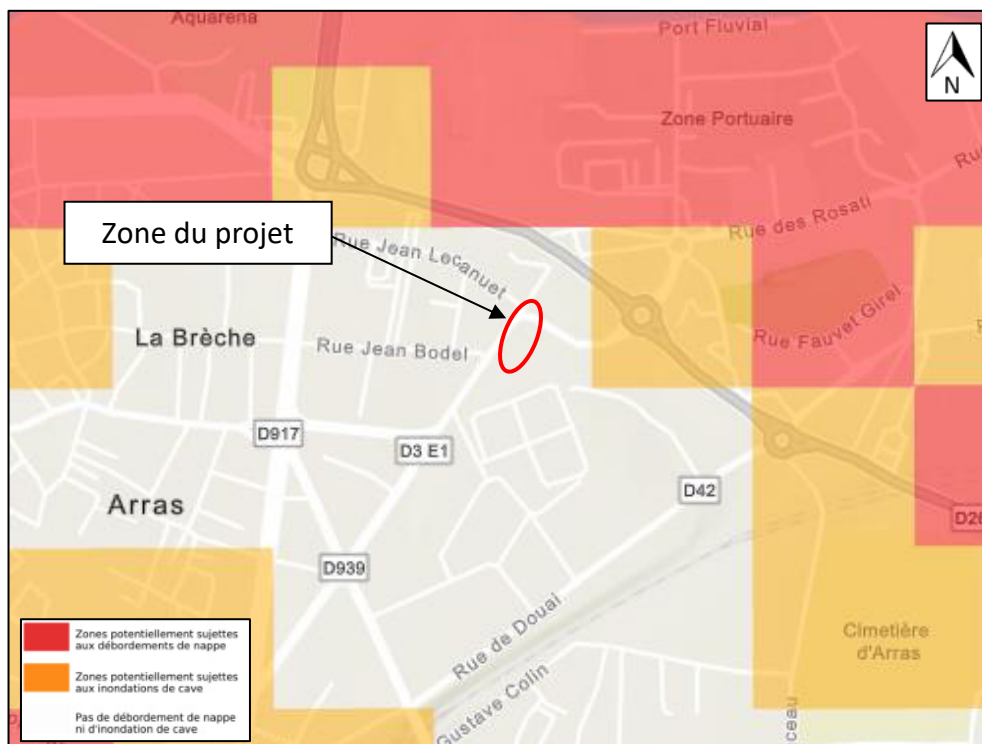 Aquarena
Port Fluvial
N
Zone Portuaire
Rue des Rosati
Zone du projet
Rue Jean Lecanuet
La Brèche
Rue Jean Bodel
Rue Fauvet Girel
D917
D3 E1
D42
Arras
D26
D939
Rue de Douai
Cimetière
d'Arras
Gustave Colin
ceau
Zones potentiellement sujettes
aux débordements de nappe
Zones potentiellement sujettes
aux inondations de cave
Pas de débordement de nappe
ni d'inondation de cave